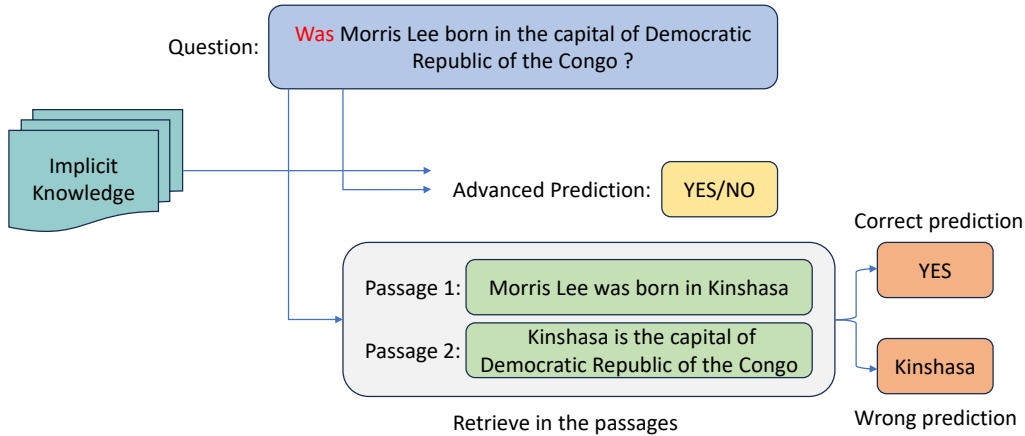 Question:
Was Morris Lee born in the capital of Democratic
Republic of the Congo ?
Implicit
Knowledge
Advanced Prediction:
YES/NO
Correct prediction
Passage 1:
Morris Lee was born in Kinshasa
YES
Passage 2:
Kinshasa is the capital of
Democratic Republic of the Congo
Kinshasa
Retrieve in the passages
Wrong prediction